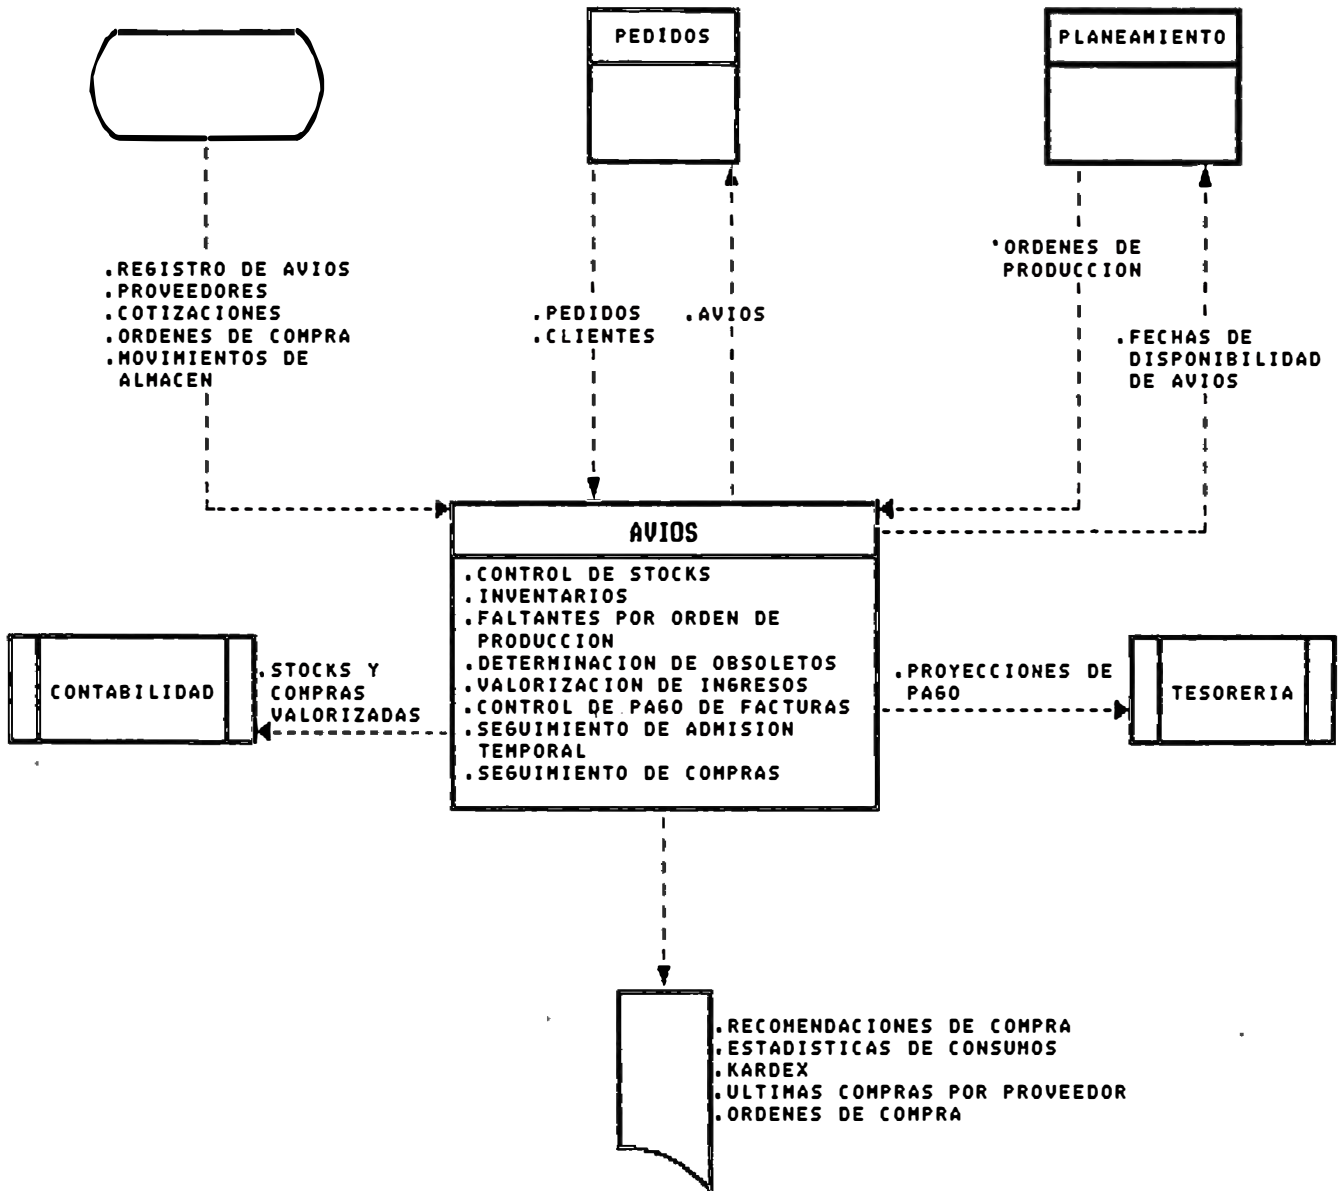 PEDIDOS
PLANEAMIENTO
.REGISTRO DE AVIOS
.PROVEEDORES
.COTIZACIONES
.ORDENES DE COMPRA
.MOVIMIENTOS DE
ALMACEN
.PEDIDOS
.CLIENTES
.AVIOS
.ORDENES DE
PRODUCCION
.FECHAS DE
DISPONIBILIDAD
DE AVIOS
AVIOS
.CONTROL DE STOCKS
.INVENTARIOS
.FALTANTES POR ORDEN DE
PRODUCCION
.DETERMINACION DE OBSOLETOS
.VALORIZACION DE INGRESOS
.CONTROL DE PAGO DE FACTURAS
.SEGUIMIENTO DE ADMISION
TEMPORAL
.SEGUIMIENTO DE COMPRAS
CONTABILIDAD
.STOCKS Y
COMPRAS
VALORIZADAS
.PROYECCIONES DE
PAGO
TESORERIA
.RECOMENDACIONES DE COMPRA
.ESTADISTICAS DE CONSUMOS
.KARDEX
.ULTIMAS COMPRAS POR PROVEEDOR
.ORDENES DE COMPRA